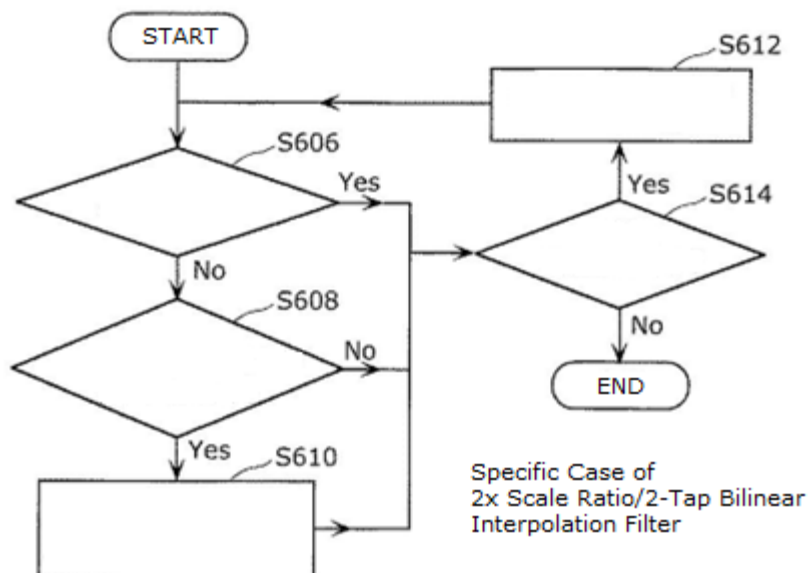 START
S612
S606
Yes
Yes
S614
No
S608
No
No
END
Yes
S610
Specific Case of
2x Scale Ratio/2-Tap Bilinear
Interpolation Filter